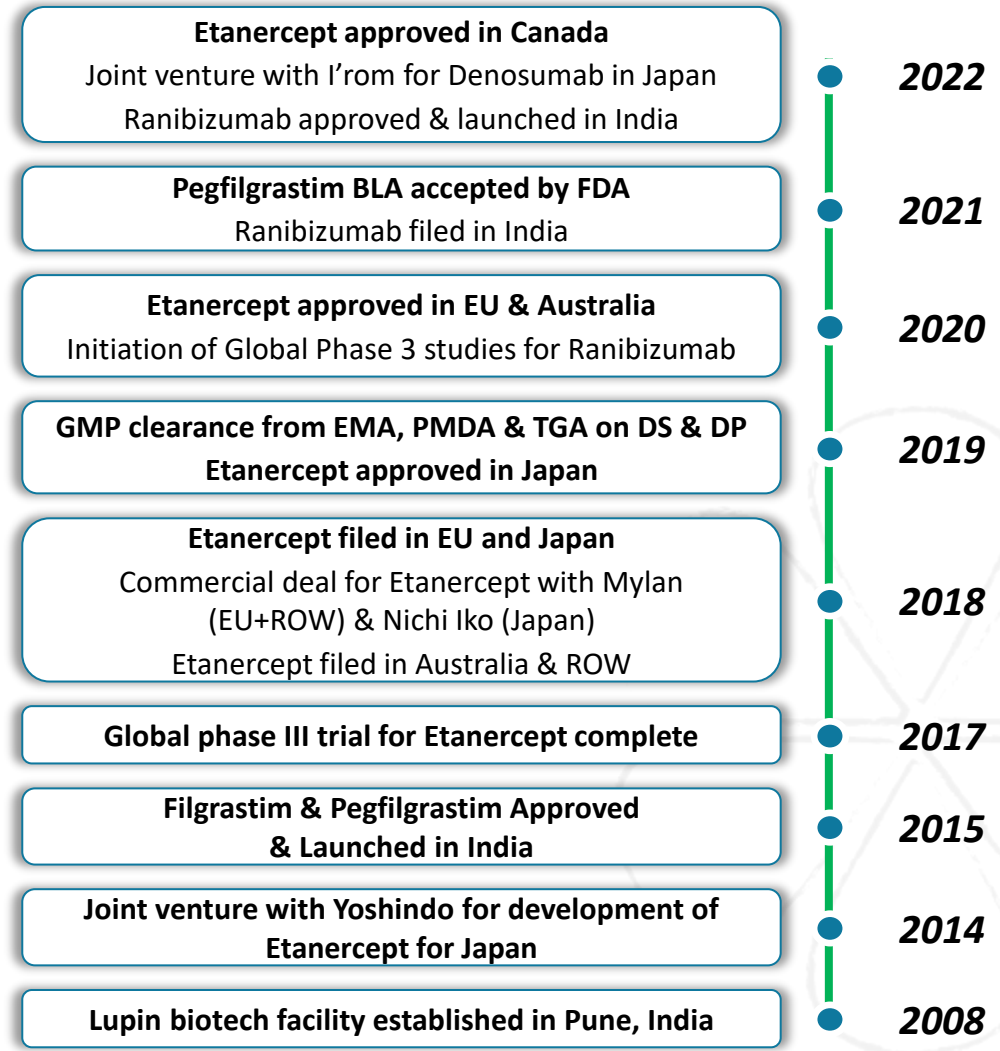 Etanercept approved in Canada
Joint venture with I’rom for Denosumab in Japan
Ranibizumab approved & launched in India
2022
Pegfilgrastim BLA accepted by FDA
Ranibizumab filed in India
2021
Etanercept approved in EU & Australia
Initiation of Global Phase 3 studies for Ranibizumab
2020
GMP clearance from EMA, PMDA & TGA on DS & DP
Etanercept approved in Japan
2019
Etanercept filed in EU and Japan
Commercial deal for Etanercept with Mylan
(EU+ROW) & Nichi Iko (Japan)
Etanercept filed in Australia & ROW
2018
Global phase III trial for Etanercept complete
2017
Filgrastim & Pegfilgrastim Approved
& Launched in India
2015
Joint venture with Yoshindo for development of
Etanercept for Japan
2014
Lupin biotech facility established in Pune, India
2008